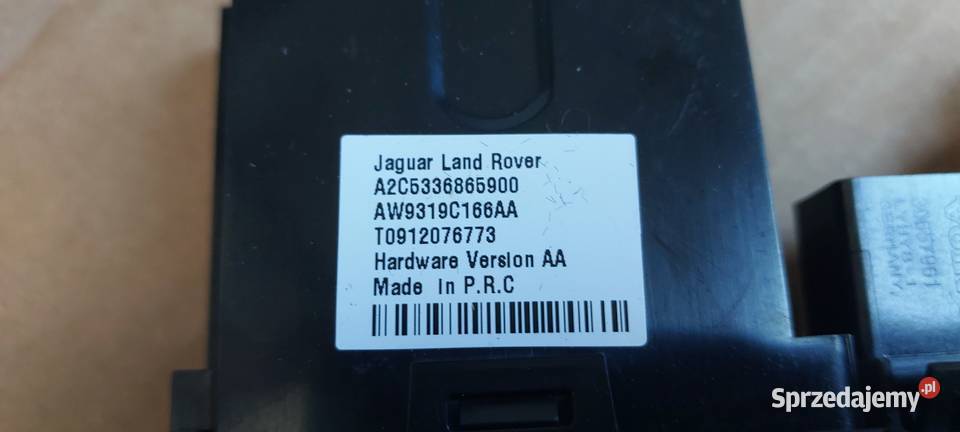 Jaguar Land Rover
A2C5336865900
AW9319C166AA
T0912076773
Hardware Version AA
Made in P.R.C
Sprzedajemy.pl